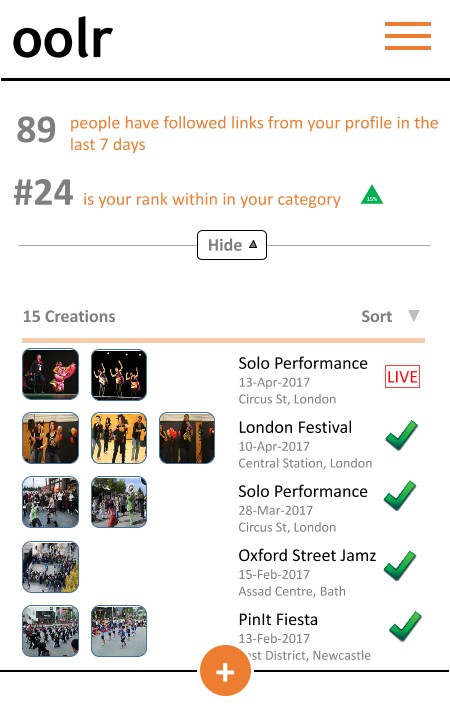 oolr
89 people have followed links from your profile in the
last 7 days
#24 is your rank within in your category 15%
Hide
15 Creations Sort
Solo Performance
13-Apr-2017
Circus St, London
LIVE
London Festival
10-Apr-2017
Central Station, London
Solo Performance
28-Mar-2017
Circus St, London
Oxford Street Jamz
15-Feb-2017
Assad Centre, Bath
PinIt Fiesta
13-Feb-2017
District, Newcastle
+